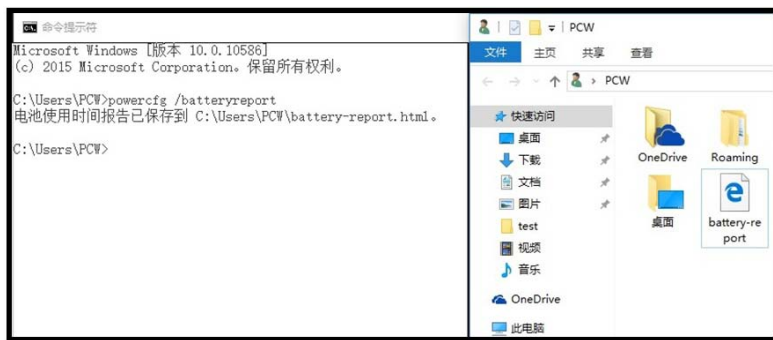 命令提示符
Microsoft Windows [版本 10.0.10586]
(c) 2015 Microsoft Corporation。保留所有权利。
C:\Users\PCW>powercfg /batteryreport
电池使用时间报告已保存到 C:\Users\PCW\battery-report.html。
C:\Users\PCW>
PCW
文件 主页 共享 查看
PCW
快速访问
桌面
下载
文档
图片
test
视频
音乐
OneDrive
此电脑
OneDrive Roaming
桌面 battery-re
port